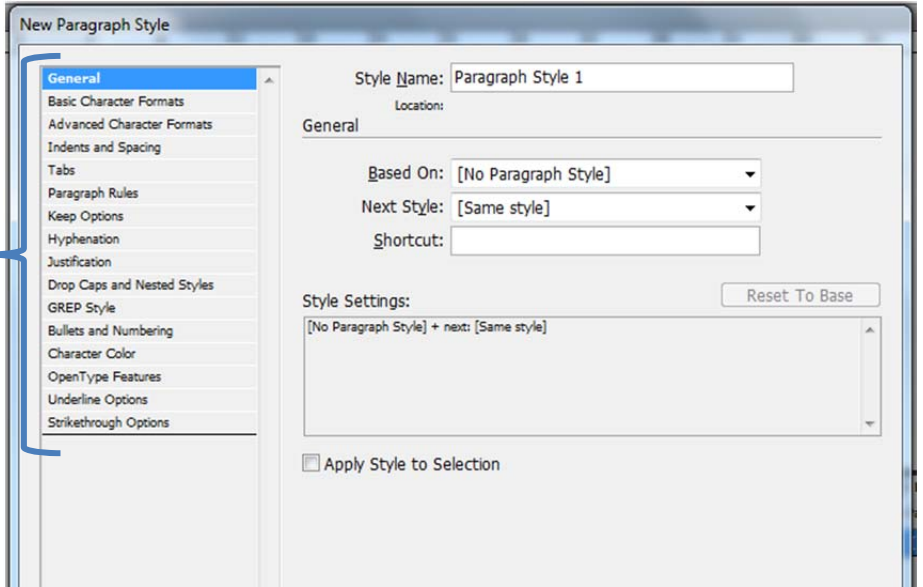 New Paragraph Style
General
Basic Character Formats
Advanced Character Formats
Indents and Spacing
Tabs
Paragraph Rules
Keep Options
Hyphenation
Justification
Drop Caps and Nested Styles
GREP Style
Bullets and Numbering
Character Color
OpenType Features
Underline Options
Strikethrough Options
Style Name: Paragraph Style 1
Location:
General
Based On: [No Paragraph Style]
Next Style: [Same style]
Shortcut:
Style Settings: Reset To Base
[No Paragraph Style] + next: [Same style]
Apply Style to Selection